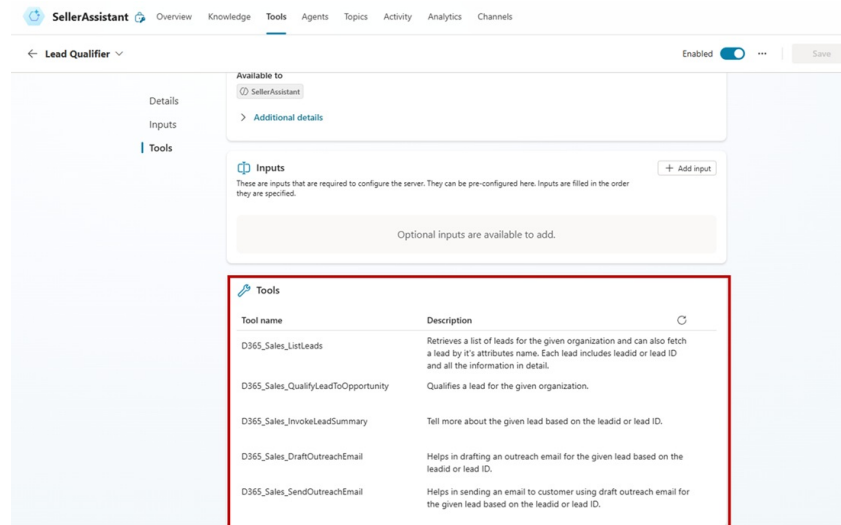 SellerAssistant Overview Knowledge Tools Agents Topics Activity Analytics Channels
Lead Qualifier Enabled Save
Details
Inputs
Tools
Available to
SellerAssistant
Additional details
Inputs + Add input
These are inputs that are required to configure the server. They can be pre-configured here. Inputs are filled in the order
they are specified.
Optional inputs are available to add.
Tools
Tool name Description
D365_Sales_ListLeads Retrieves a list of leads for the given organization and can also fetch
a lead by it's attributes name. Each lead includes leadid or lead ID
and all the information in detail.
D365_Sales_QualifyLeadToOpportunity Qualifies a lead for the given organization.
D365_Sales_InvokeLeadSummary Tell more about the given lead based on the leadid or lead ID.
D365_Sales_DraftOutreachEmail Helps in drafting an outreach email for the given lead based on the
leadid or lead ID.
D365_Sales_SendOutreachEmail Helps in sending an email to customer using draft outreach email for
the given lead based on the leadid or lead ID.